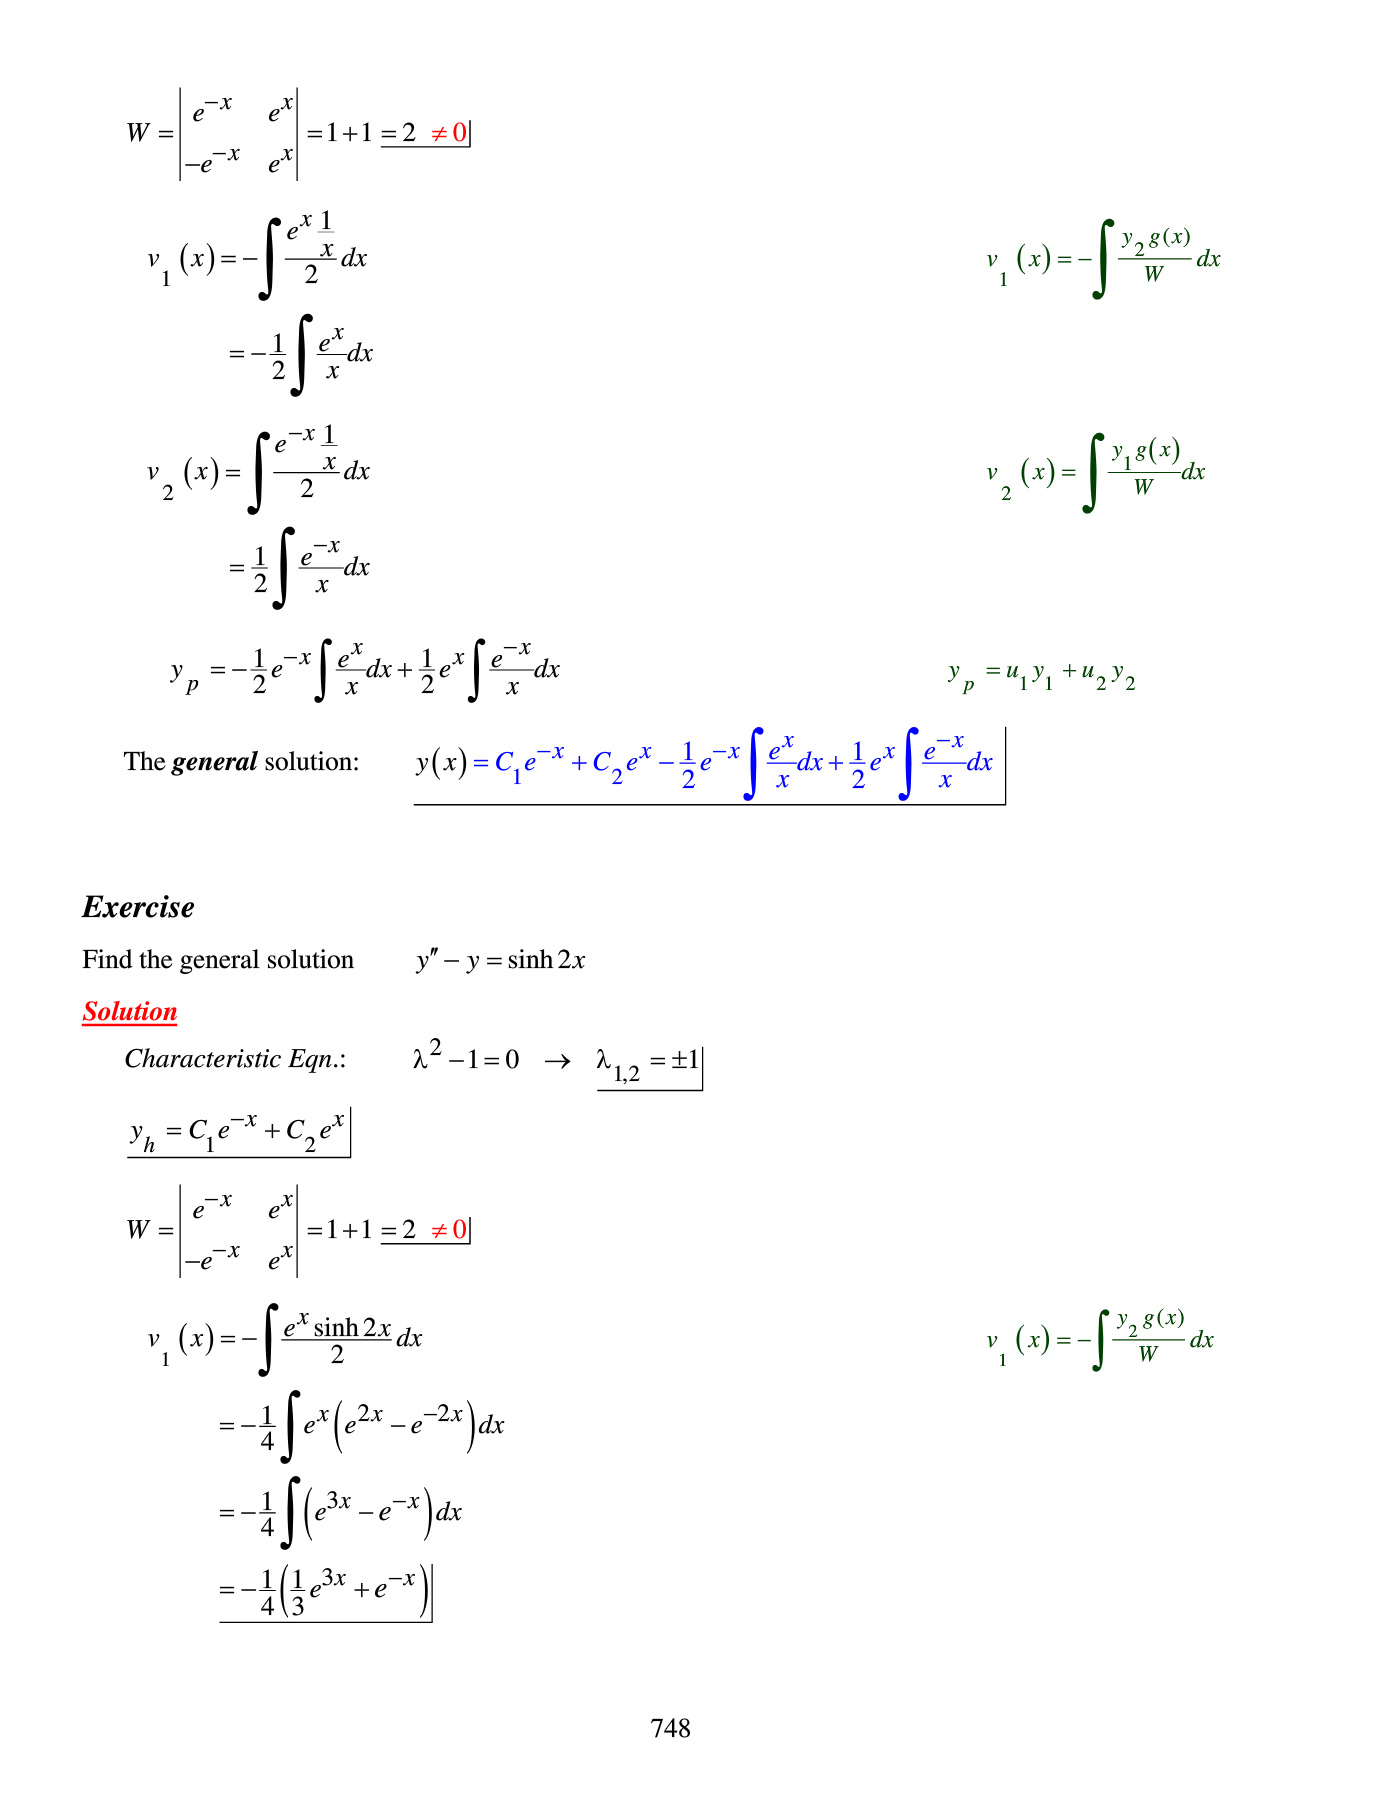 W = | e^{-x} e^{x} ; -e^{-x} e^{x} | = 1 + 1 = 2 ≠ 0
v_1 (x) = -∫ (e^x 1/x)/2 dx    v_1 (x) = -∫ (y_2 g(x))/W dx
= -1/2 ∫ e^x/x dx
v_2 (x) = ∫ (e^{-x} 1/x)/2 dx    v_2 (x) = ∫ (y_1 g(x))/W dx
= 1/2 ∫ e^{-x}/x dx
y_p = -1/2 e^{-x} ∫ e^x/x dx + 1/2 e^x ∫ e^{-x}/x dx    y_p = u_1 y_1 + u_2 y_2
The general solution: y(x) = C_1 e^{-x} + C_2 e^x - 1/2 e^{-x} ∫ e^x/x dx + 1/2 e^x ∫ e^{-x}/x dx
Exercise
Find the general solution y″ - y = sinh 2x
Solution
Characteristic Eqn.: λ^2 - 1 = 0 → λ_{1,2} = ±1
y_h = C_1 e^{-x} + C_2 e^x
W = | e^{-x} e^{x} ; -e^{-x} e^{x} | = 1 + 1 = 2 ≠ 0
v_1 (x) = -∫ (e^x sinh 2x)/2 dx    v_1 (x) = -∫ (y_2 g(x))/W dx
= -1/4 ∫ e^x (e^{2x} - e^{-2x}) dx
= -1/4 ∫ (e^{3x} - e^{-x}) dx
= -1/4 (1/3 e^{3x} + e^{-x})
748